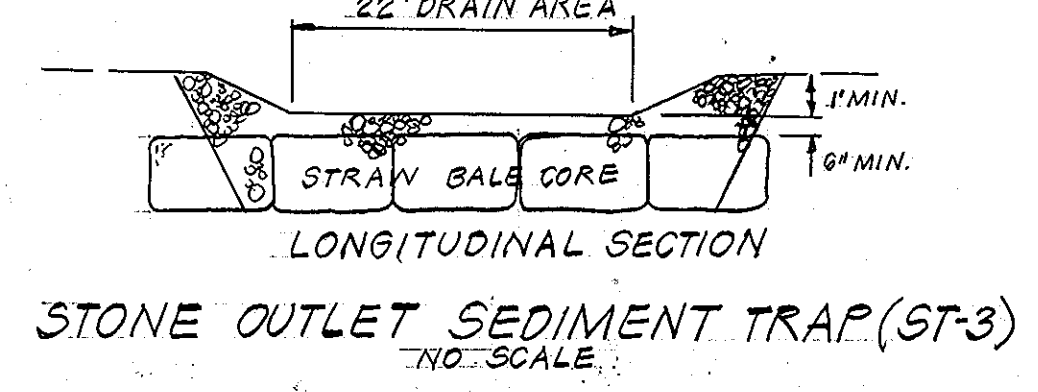 22' DRAIN AREA
1' MIN.
6" MIN.
STRAW BALE CORE
LONGITUDINAL SECTION
STONE OUTLET SEDIMENT TRAP (ST-3)
NO SCALE